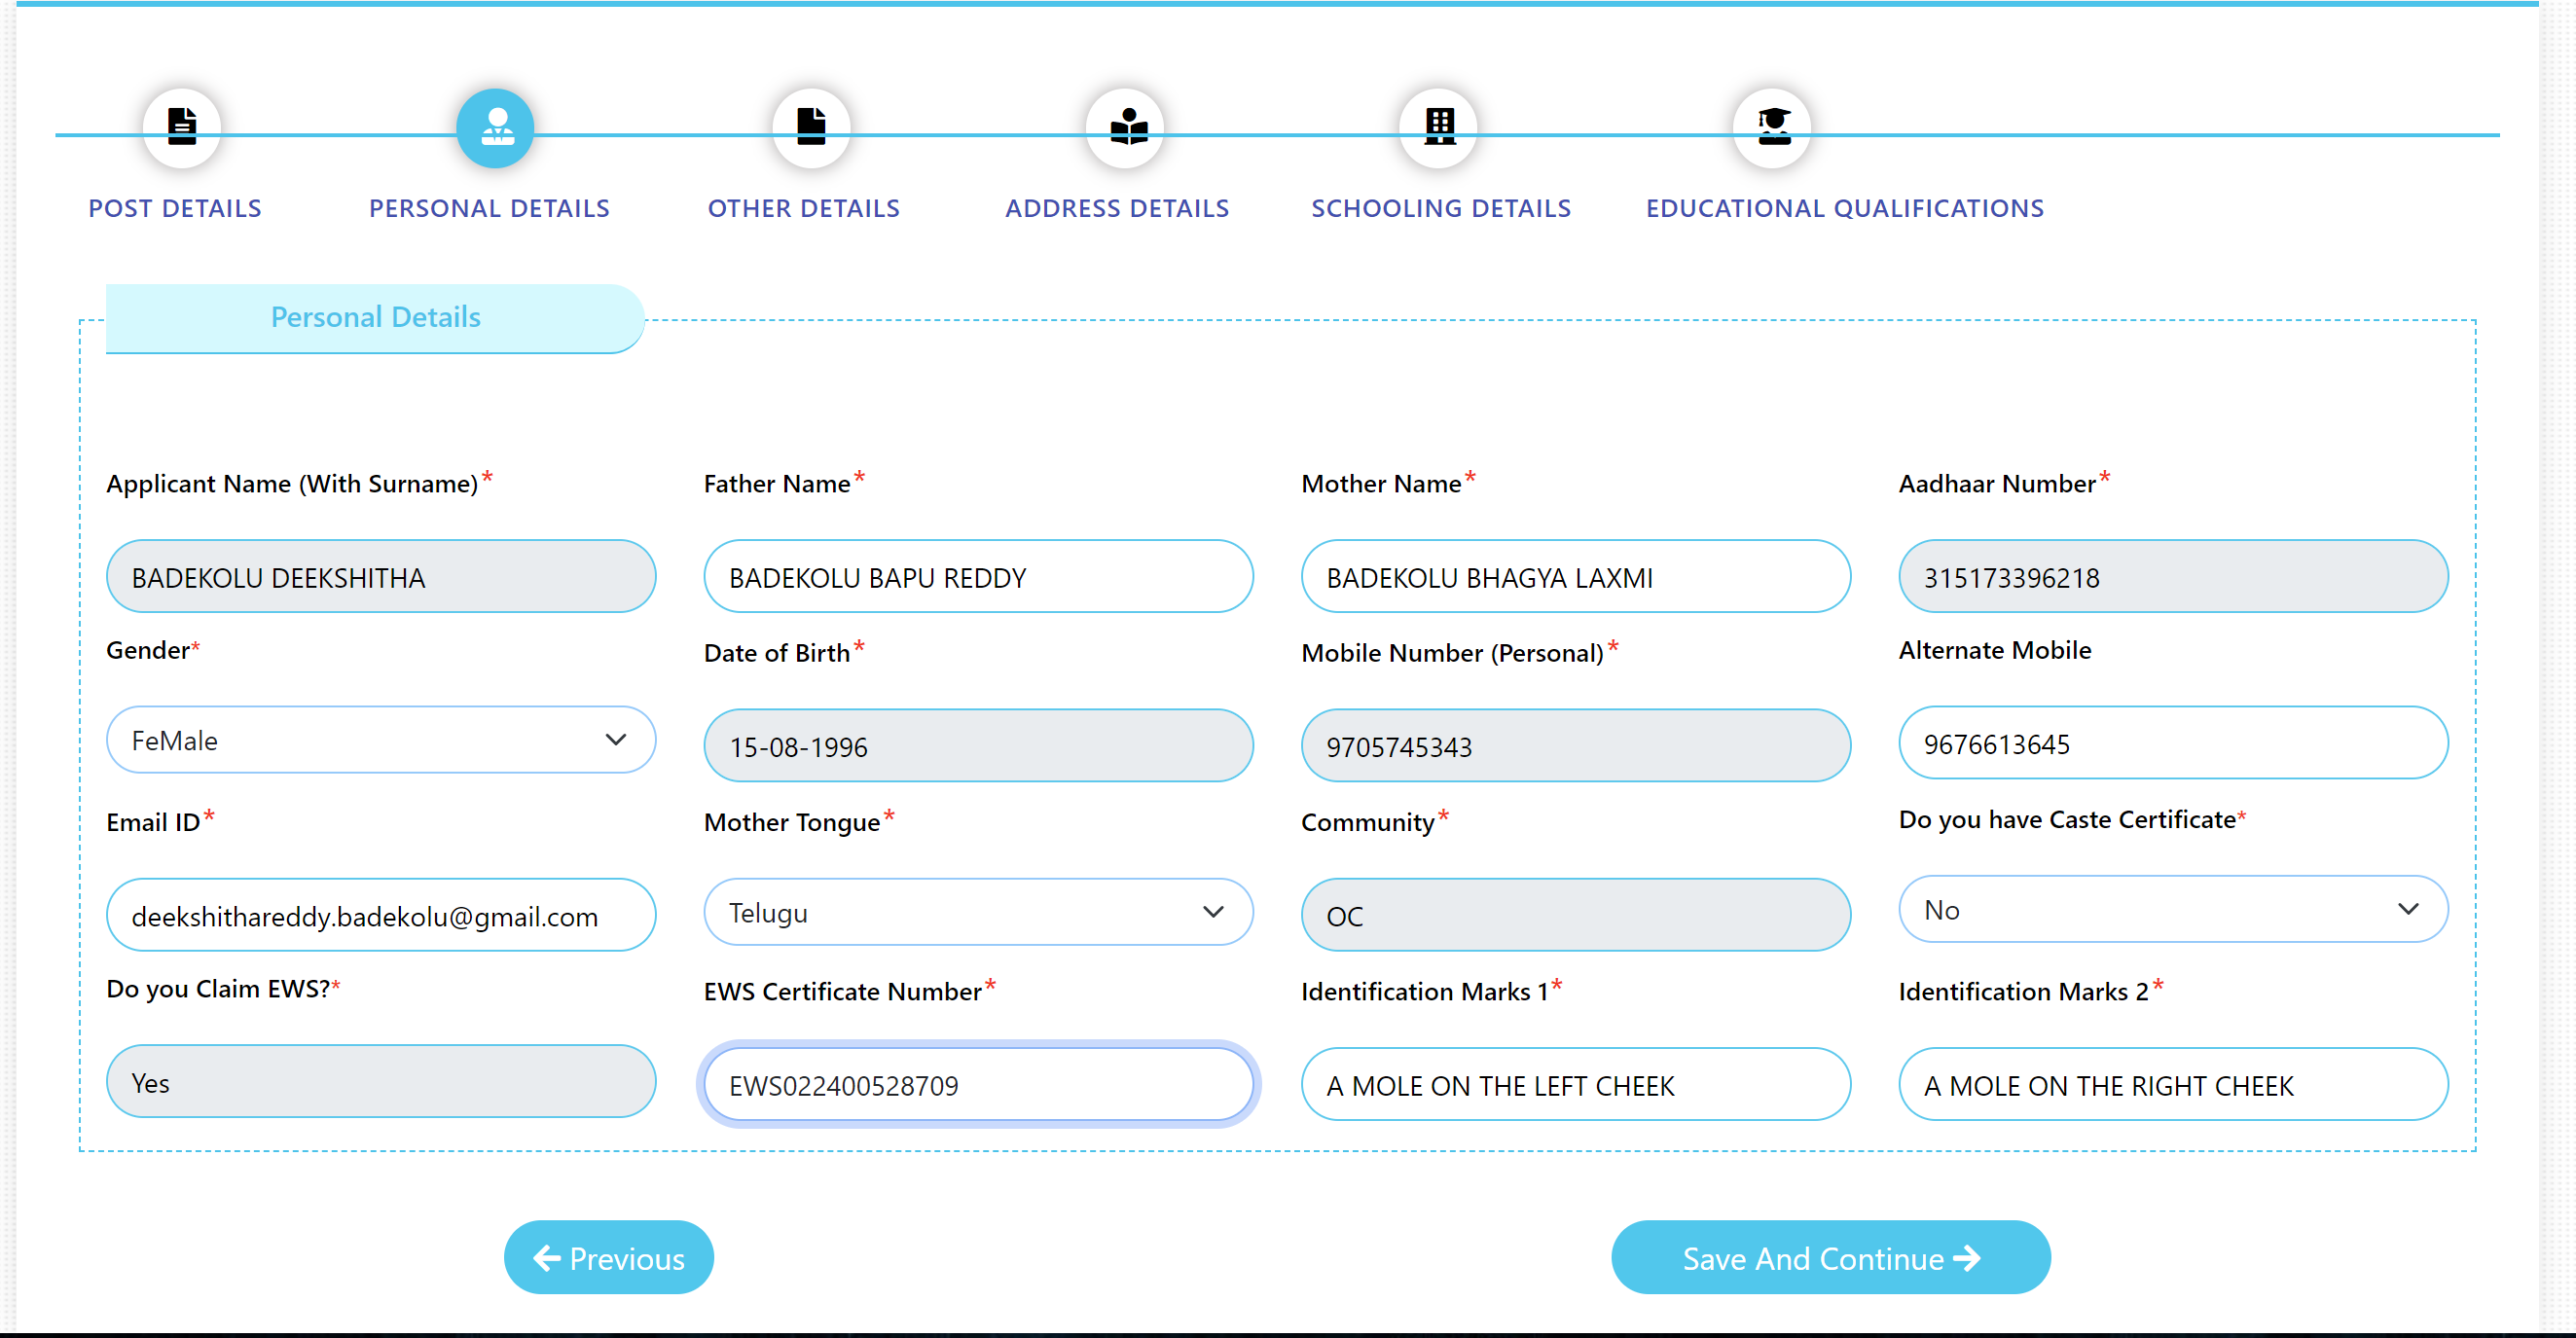 POST DETAILS PERSONAL DETAILS OTHER DETAILS ADDRESS DETAILS SCHOOLING DETAILS EDUCATIONAL QUALIFICATIONS
Personal Details
Applicant Name (With Surname)* Father Name* Mother Name* Aadhaar Number*
BADEKOLU DEEKSHITHA BADEKOLU BAPU REDDY BADEKOLU BHAGYA LAXMI 315173396218
Gender* Date of Birth* Mobile Number (Personal)* Alternate Mobile
FeMale 15-08-1996 9705745343 9676613645
Email ID* Mother Tongue* Community* Do you have Caste Certificate*
deekshithareddy.badekolu@gmail.com Telugu OC No
Do you Claim EWS?* EWS Certificate Number* Identification Marks 1* Identification Marks 2*
Yes EWS022400528709 A MOLE ON THE LEFT CHEEK A MOLE ON THE RIGHT CHEEK
Previous Save And Continue